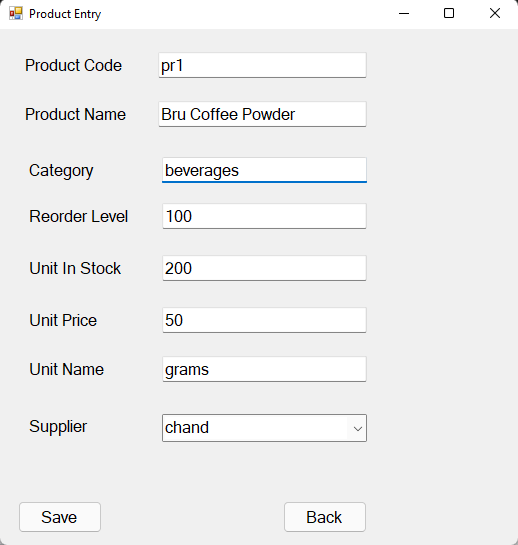 Product Entry
Product Code pr1
Product Name Bru Coffee Powder
Category beverages
Reorder Level 100
Unit In Stock 200
Unit Price 50
Unit Name grams
Supplier chand
Save Back